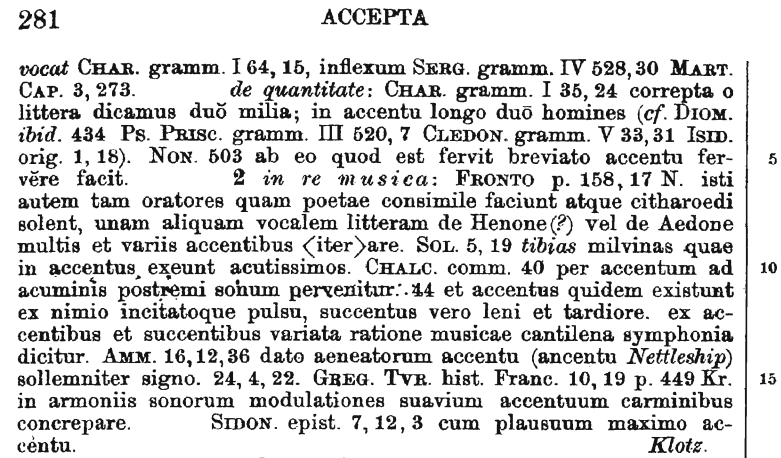 281 ACCEPTA
vocat CHAR. gramm. I 64, 15, inflexum SERG. gramm. IV 528,30 MART.
CAP. 3, 273. de quantitate: CHAR. gramm. I 35, 24 correpta o
littera dicamus duŏ milia; in accentu longo duō homines (cf. DIOM.
ibid. 434 PS. PRISC. gramm. III 520, 7 CLEDON. gramm. V 33,31 ISID.
orig. 1, 18). NON. 503 ab eo quod est fervit breviato accentu fer- 5
vĕre facit. 2 in re musica: FRONTO p. 158, 17 N. isti
autem tam oratores quam poetae consimile faciunt atque citharoedi
solent, unam aliquam vocalem litteram de Henone(?) vel de Aedone
multis et variis accentibus <iter>are. SOL. 5, 19 tibias milvinas quae
in accentus exeunt acutissimos. CHALC. comm. 40 per accentum ad 10
acuminis postremi sonum pervenitur. 44 et accentus quidem existunt
ex nimio incitatoque pulsu, succentus vero leni et tardiore. ex ac-
centibus et succentibus variata ratione musicae cantilena symphonia
dicitur. AMM. 16,12,36 dato aeneatorum accentu (ancentu Nettleship)
sollemniter signo. 24, 4, 22. GREG. TVR. hist. Franc. 10, 19 p. 449 Kr. 15
in armoniis sonorum modulationes suavium accentuum carminibus
concrepare. SIDON. epist. 7, 12, 3 cum plausuum maximo ac-
centu. Klotz.